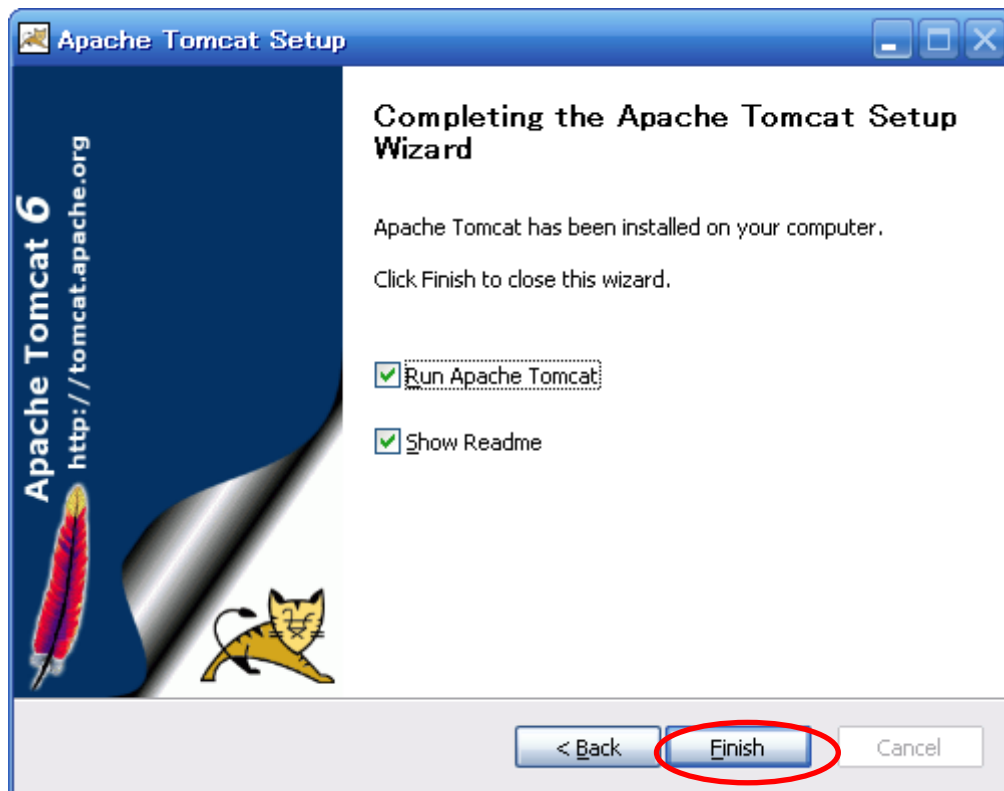 Apache Tomcat Setup
Apache Tomcat 6
http://tomcat.apache.org
Completing the Apache Tomcat Setup
Wizard
Apache Tomcat has been installed on your computer.
Click Finish to close this wizard.
Run Apache Tomcat
Show Readme
< Back Finish Cancel